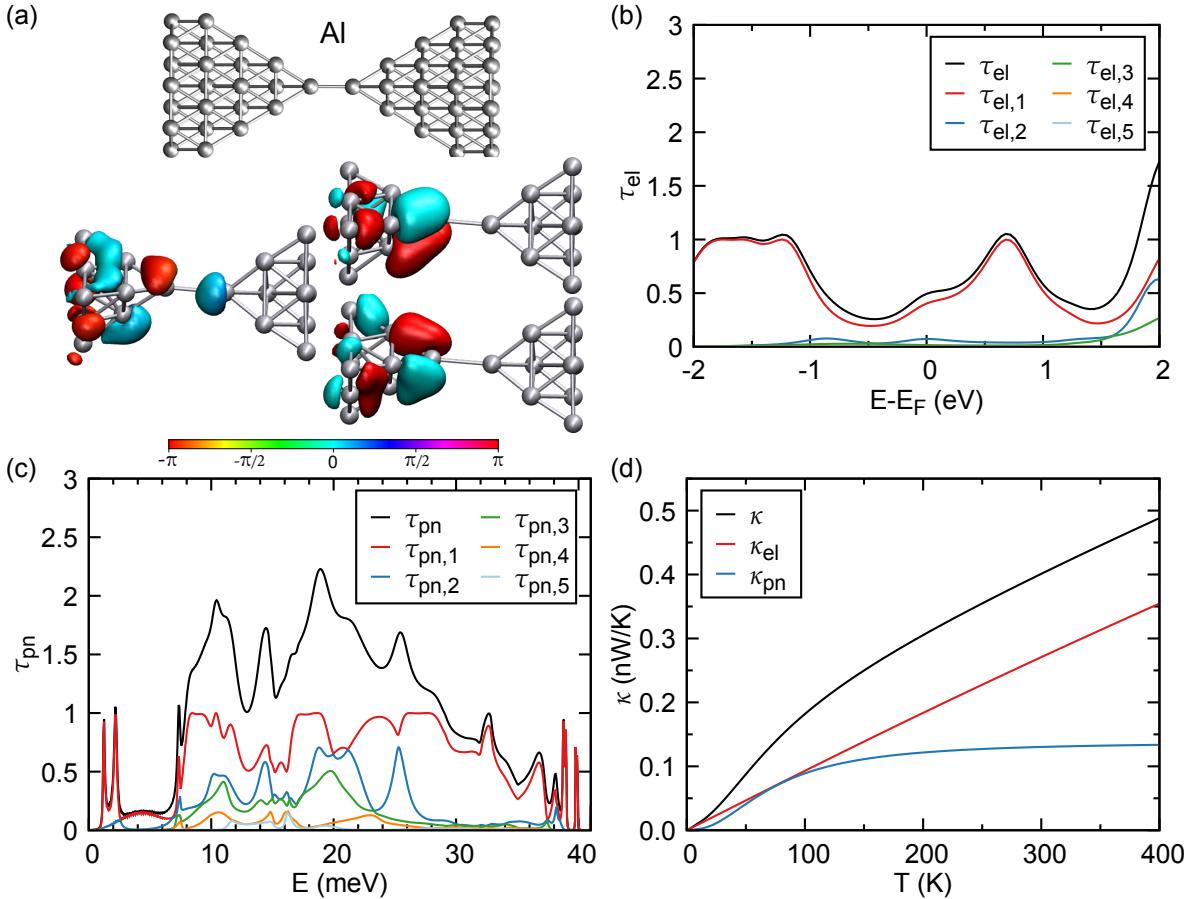 (a)
Al
-π
-π/2
0
π/2
π
(b)
3
2.5
2
1.5
1
0.5
0
τel
τel
τel,1
τel,2
τel,3
τel,4
τel,5
-2
-1
0
1
2
E-EF (eV)
(c)
3
2.5
2
1.5
1
0.5
0
τpn
τpn
τpn,1
τpn,2
τpn,3
τpn,4
τpn,5
0
10
20
30
40
E (meV)
(d)
0.5
0.4
0.3
0.2
0.1
0.0
κ (nW/K)
κ
κel
κpn
0
100
200
300
400
T (K)